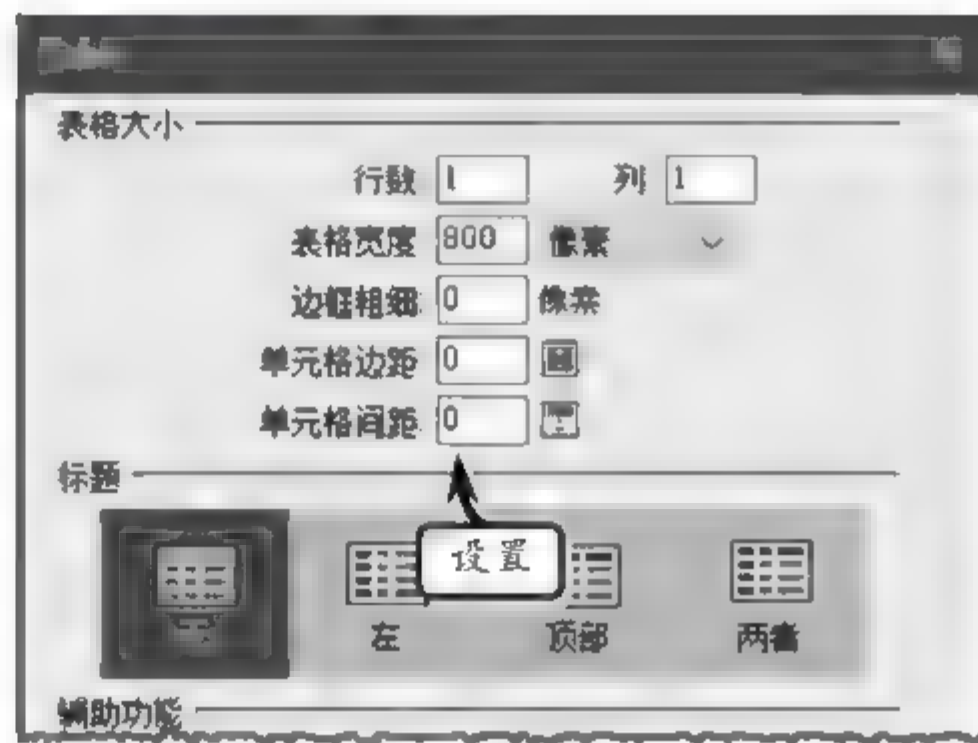 表格大小
行数 1 列 1
表格宽度 800 像素
边框粗细 0 像素
单元格边距 0
单元格间距 0
标题
设置
左 顶部 两者
辅助功能